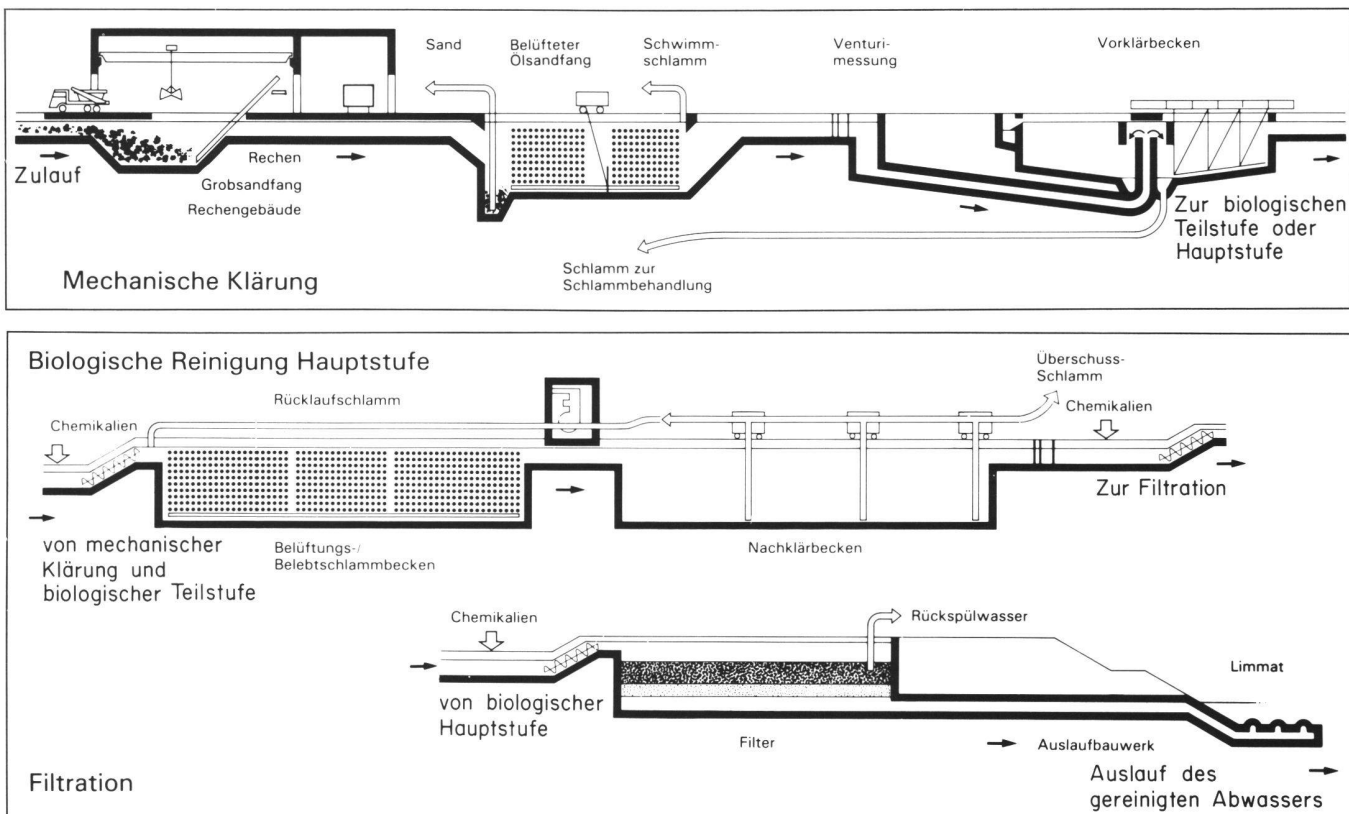 Sand
Belüfteter
Ölsandfang
Schwimm-
schlamm
Venturi-
messung
Vorklärbecken
Zulauf
Rechen
Grobsandfang
Rechengebäude
Zur biologischen
Teilstufe oder
Hauptstufe
Schlamm zur
Schlammbehandlung
Mechanische Klärung
Biologische Reinigung Hauptstufe
Überschuss-
Schlamm
Rücklaufschlamm
Chemikalien
Chemikalien
Zur Filtration
von mechanischer
Klärung und
biologischer Teilstufe
Belüftungs-/
Belebtschlammbecken
Nachklärbecken
Chemikalien
Rückspülwasser
Limmat
von biologischer
Hauptstufe
Filter
Auslaufbauwerk
Auslauf des
gereinigten Abwassers
Filtration